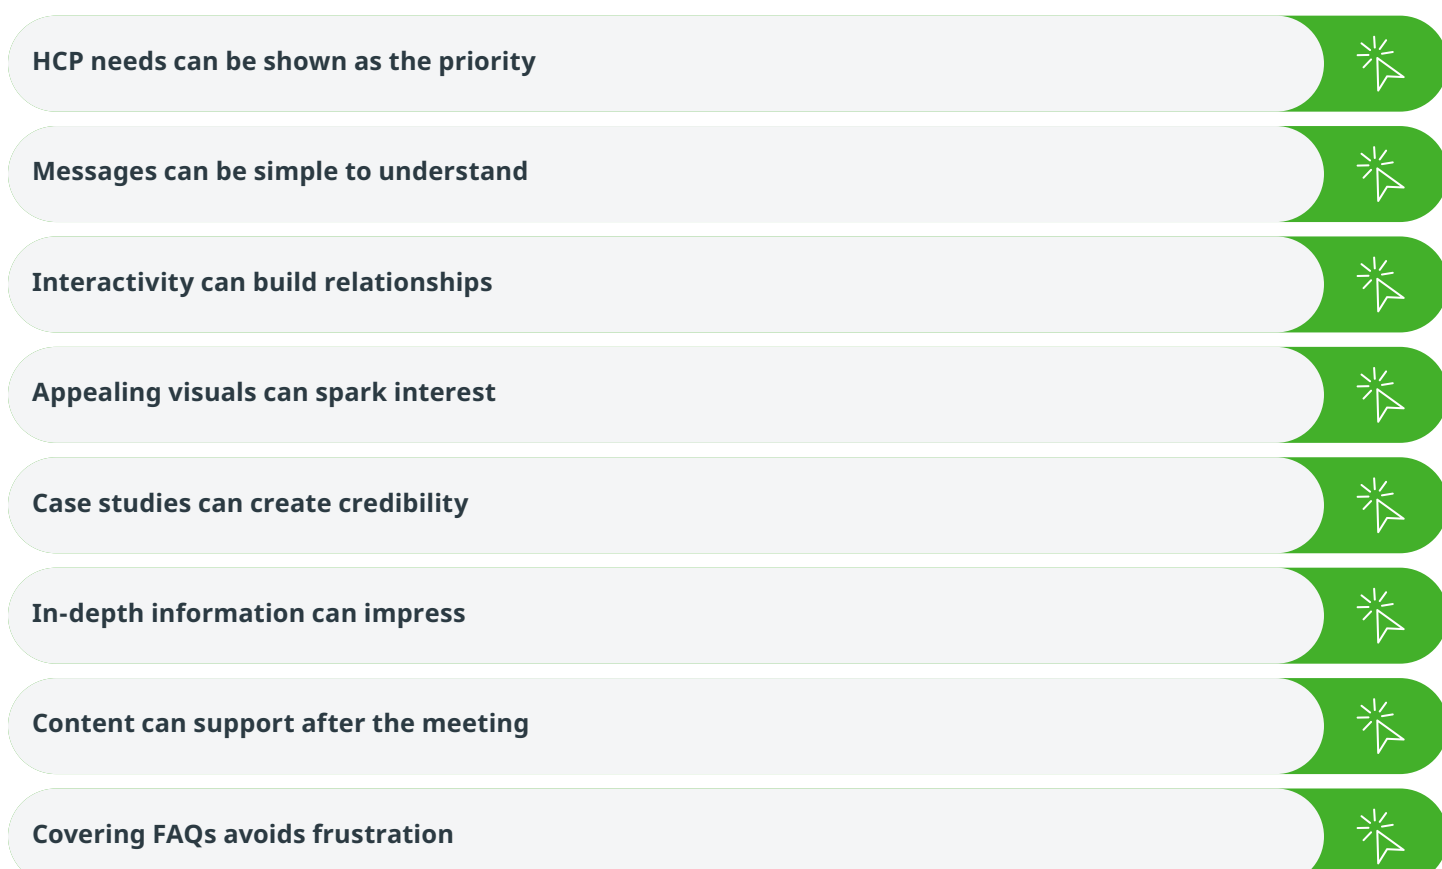 HCP needs can be shown as the priority
Messages can be simple to understand
Interactivity can build relationships
Appealing visuals can spark interest
Case studies can create credibility
In-depth information can impress
Content can support after the meeting
Covering FAQs avoids frustration